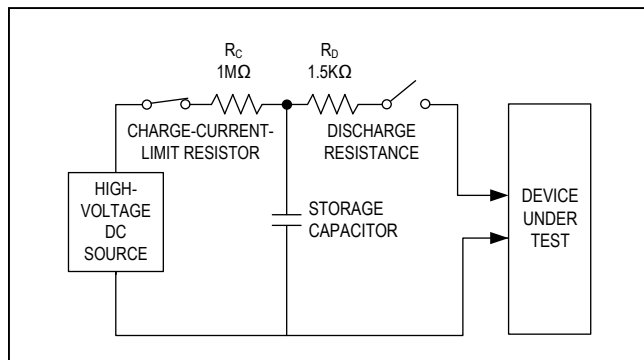 R_C
1MΩ
R_D
1.5KΩ
CHARGE-CURRENT-
LIMIT RESISTOR
DISCHARGE
RESISTANCE
HIGH-
VOLTAGE
DC
SOURCE
STORAGE
CAPACITOR
DEVICE
UNDER
TEST